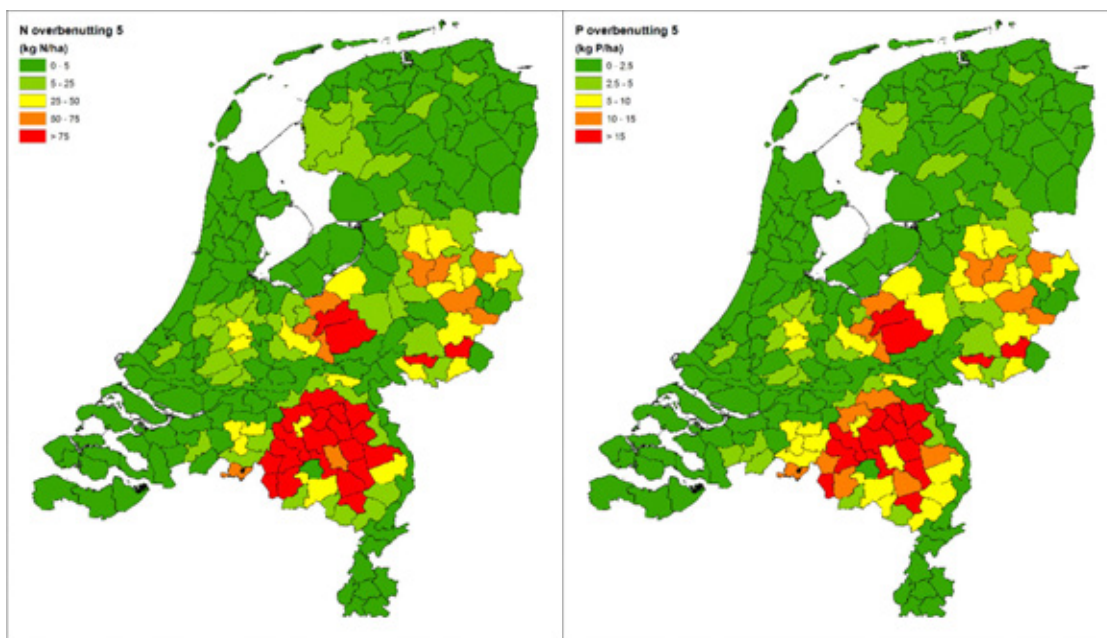 N overbenutting 5
(kg N/ha)
0 - 5
5 - 25
25 - 50
50 - 75
> 75
P overbenutting 5
(kg P/ha)
0 - 2.5
2.5 - 5
5 - 10
10 - 15
> 15